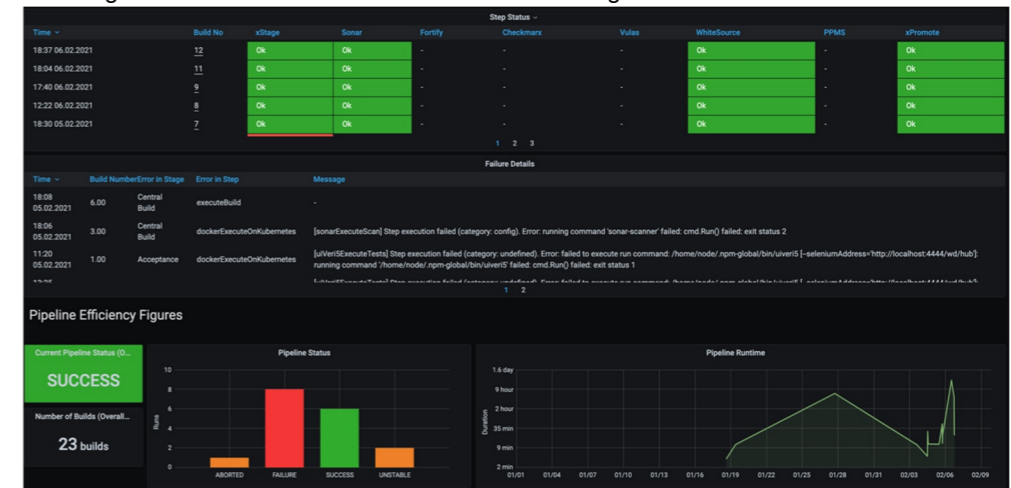 Step Status
Time Build No xStage Sonar Fortify Checkmarx Vulas WhiteSource PPMS xPromote
18:37 06.02.2021 12 Ok Ok - - - Ok - Ok
18:04 06.02.2021 11 Ok Ok - - - Ok - Ok
17:40 06.02.2021 9 Ok Ok - - - Ok - Ok
12:22 06.02.2021 8 Ok Ok - - - Ok - Ok
18:30 05.02.2021 7 Ok Ok - - - Ok - Ok
1 2 3
Failure Details
Time Build Number Error in Stage Error in Step Message
18:08 05.02.2021 6.00 Central Build executeBuild -
18:06 05.02.2021 3.00 Central Build dockerExecuteOnKubernetes [sonarExecuteScan] Step execution failed (category: config). Error: running command 'sonar-scanner' failed: cmd.Run() failed: exit status 2
11:20 05.02.2021 1.00 Acceptance dockerExecuteOnKubernetes [uiVeri5ExecuteTests] Step execution failed (category: undefined). Error: failed to execute run command: /home/node/.npm-global/bin/uiveri5 [--seleniumAddress='http://localhost:4444/wd/hub']:
running command '/home/node/.npm-global/bin/uiveri5' failed: cmd.Run() failed: exit status 1
1 2
Pipeline Efficiency Figures
Current Pipeline Status (O...
SUCCESS
Number of Builds (Overall...
23 builds
Pipeline Status
10
8
6
4
2
0
Runs
ABORTED FAILURE SUCCESS UNSTABLE
Pipeline Runtime
1.6 day
9 hour
2 hour
35 min
9 min
2 min
Duration
01/01 01/04 01/07 01/10 01/13 01/16 01/19 01/22 01/25 01/28 01/31 02/03 02/06 02/09